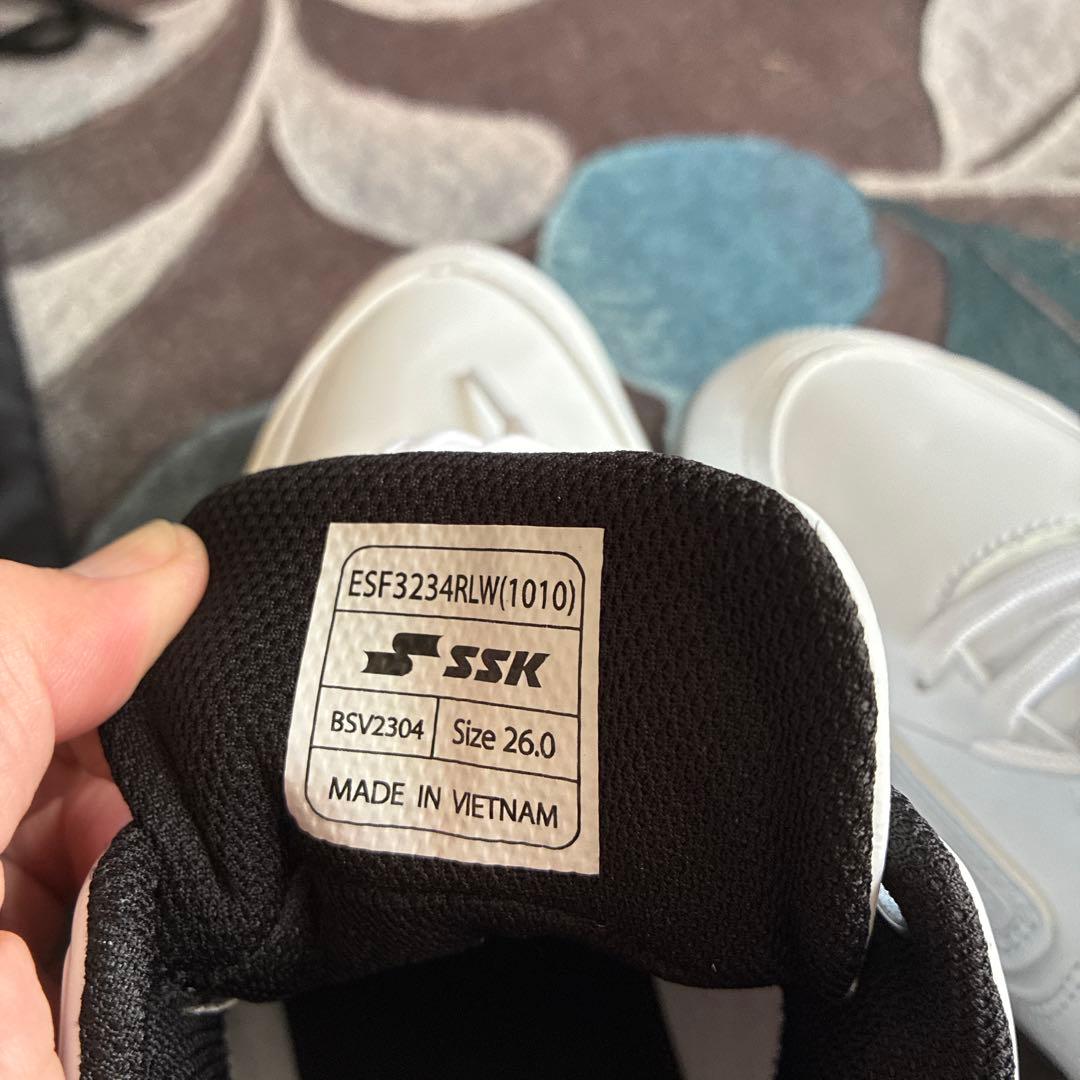 ESF3234RLW(1010)
SSK
BSV2304 Size 26.0
MADE IN VIETNAM